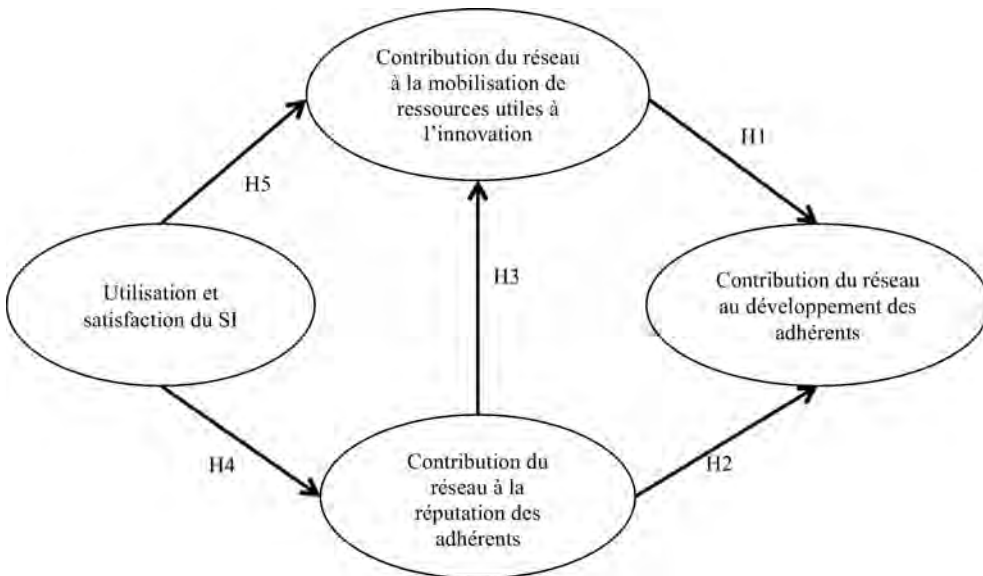 Contribution du réseau
à la mobilisation de
ressources utiles à
l'innovation
H1
H5
H3
Utilisation et
satisfaction du SI
Contribution du réseau
au développement des
adhérents
H4
H2
Contribution du
réseau à la
réputation des
adhérents